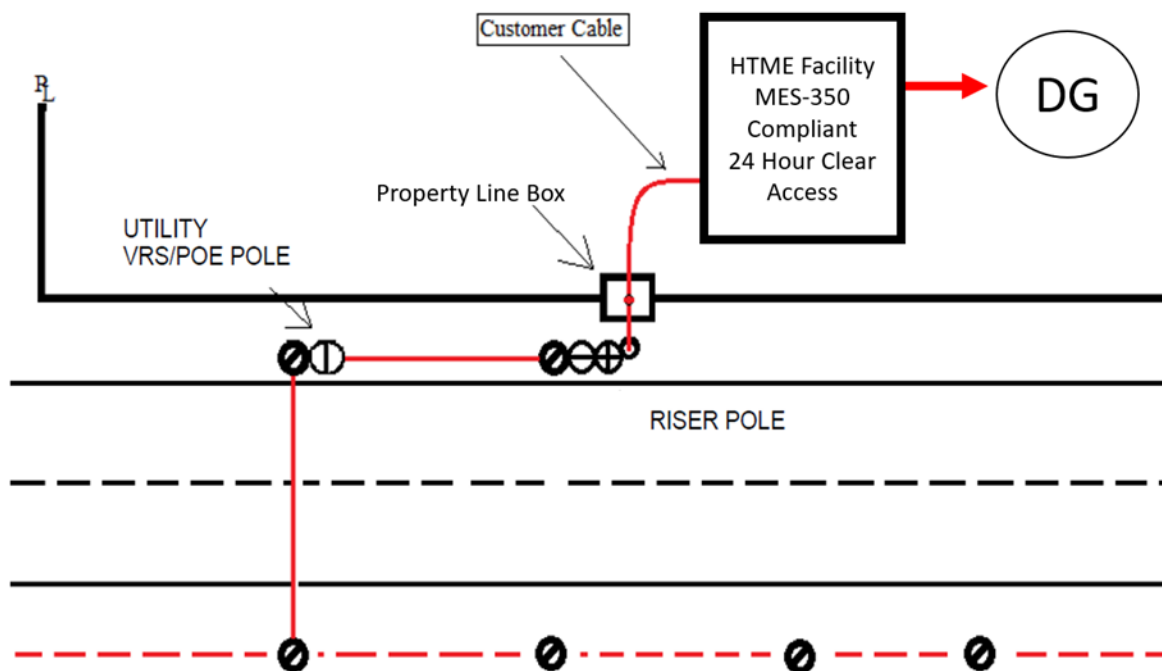 Customer Cable
PL
HTME Facility
MES-350
Compliant
24 Hour Clear
Access
DG
Property Line Box
UTILITY
VRS/POE POLE
RISER POLE